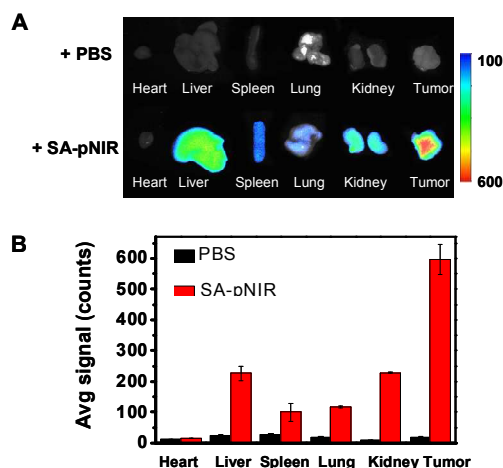 A
+ PBS
Heart Liver Spleen Lung Kidney Tumor
100
+ SA-pNIR
Heart Liver Spleen Lung Kidney Tumor
600
B
Avg signal (counts)
600
500
400
300
200
100
0
PBS
SA-pNIR
Heart Liver Spleen Lung Kidney Tumor